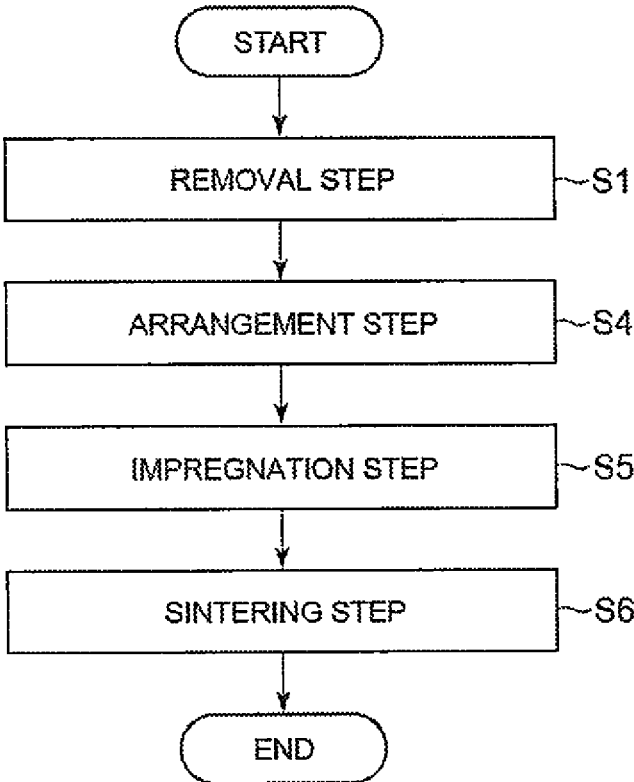 START
REMOVAL STEP
S1
ARRANGEMENT STEP
S4
IMPREGNATION STEP
S5
SINTERING STEP
S6
END